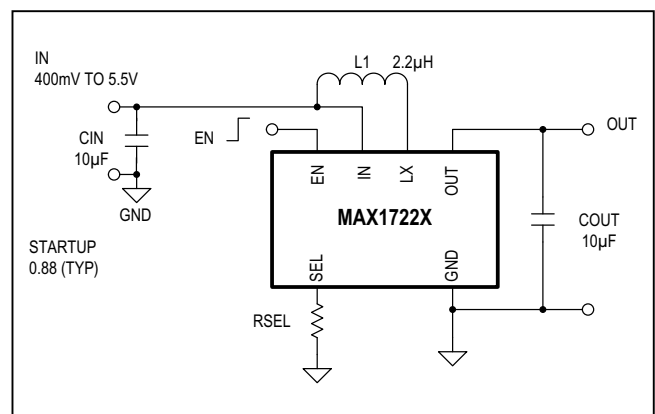 IN
400mV TO 5.5V
L1 2.2µH
CIN
10µF
EN
GND
EN
IN
LX
OUT
OUT
MAX1722X
COUT
10µF
STARTUP
0.88 (TYP)
SEL
GND
RSEL